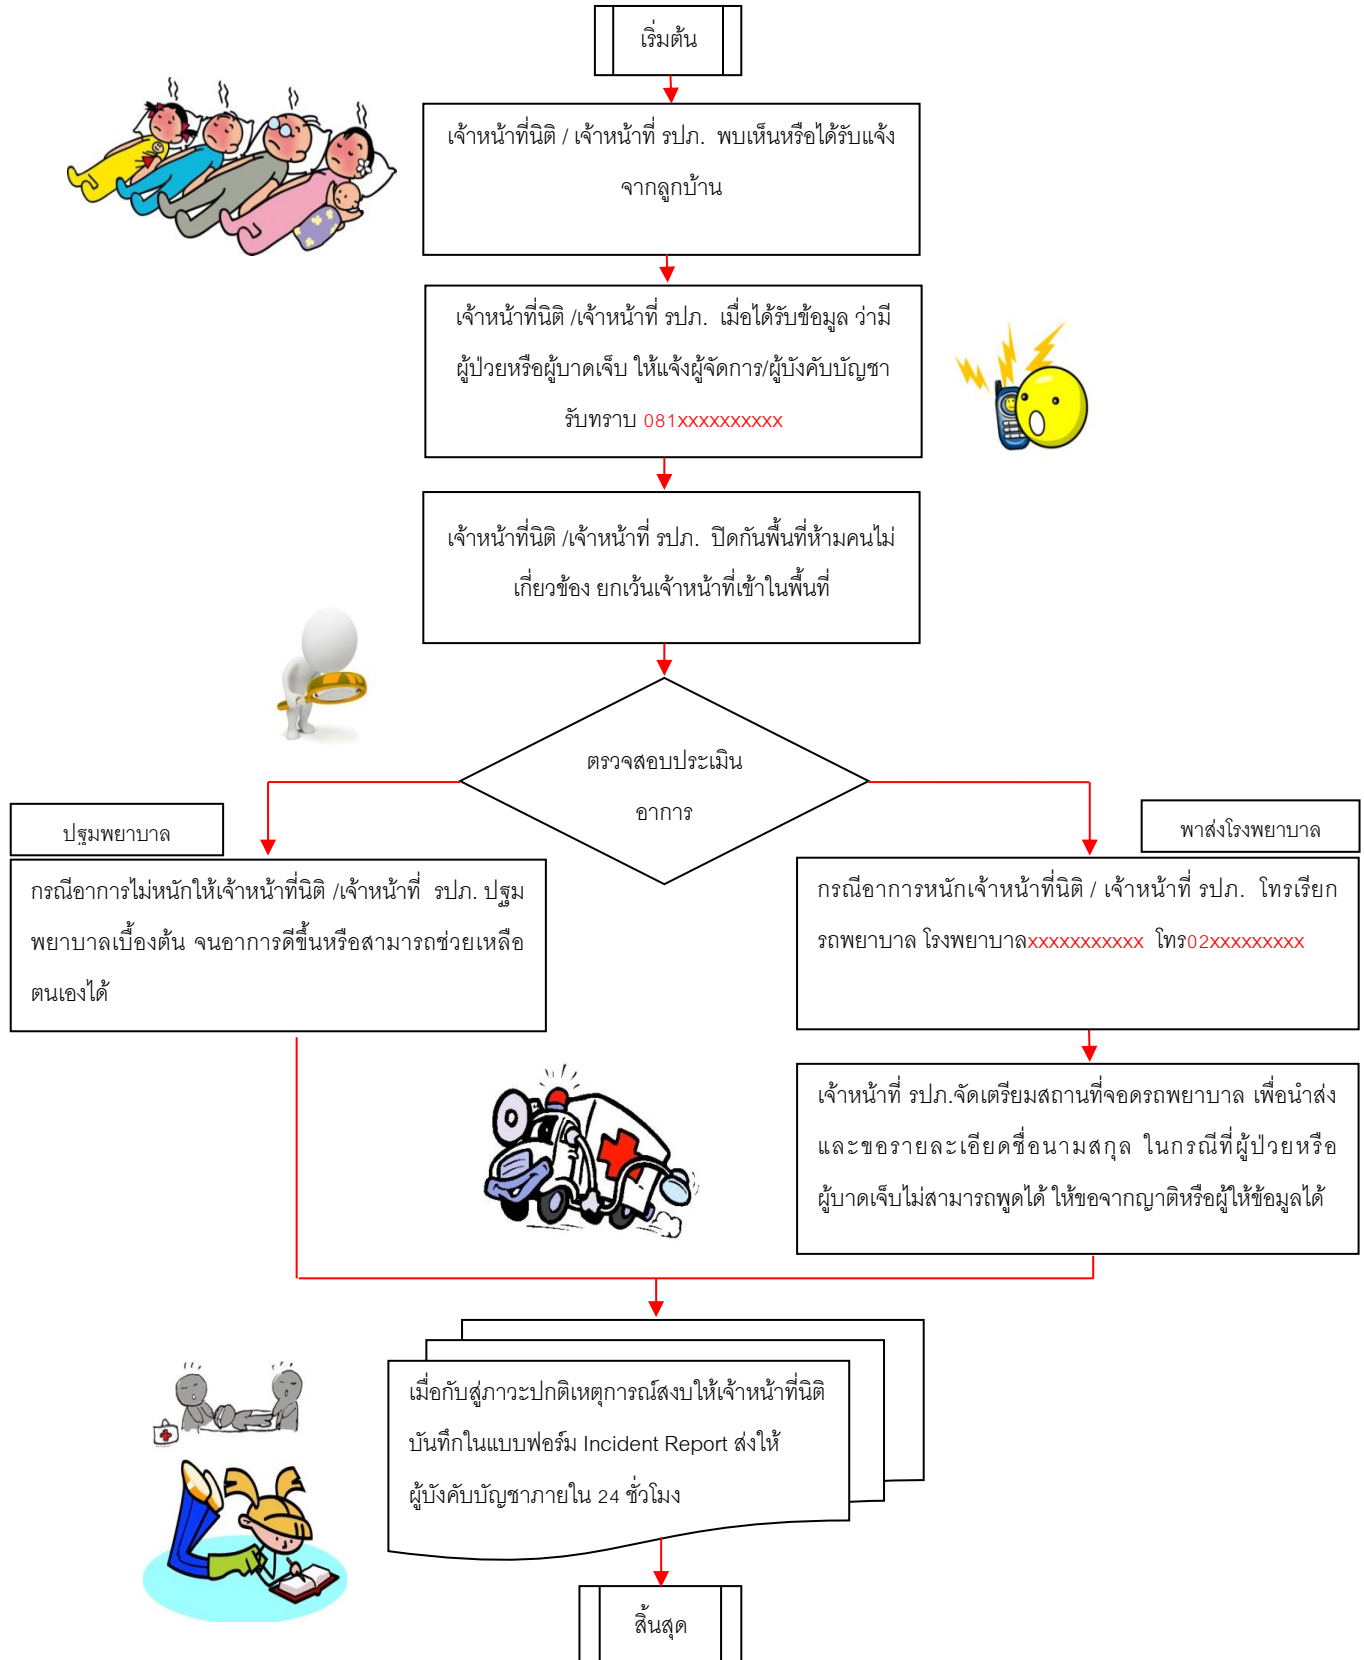 เริ่มต้น
เจ้าหน้าที่นิติ / เจ้าหน้าที่ รปภ. พบเห็นหรือได้รับแจ้ง
จากลูกบ้าน
เจ้าหน้าที่นิติ /เจ้าหน้าที่ รปภ. เมื่อได้รับข้อมูล ว่ามี
ผู้ป่วยหรือผู้บาดเจ็บ ให้แจ้งผู้จัดการ/ผู้บังคับบัญชา
รับทราบ 081xxxxxxxxxx
เจ้าหน้าที่นิติ /เจ้าหน้าที่ รปภ. ปิดกันพื้นที่ห้ามคนไม่
เกี่ยวข้อง ยกเว้นเจ้าหน้าที่เข้าในพื้นที่
ตรวจสอบประเมิน
อาการ
ปฐมพยาบาล
กรณีอาการไม่หนักให้เจ้าหน้าที่นิติ /เจ้าหน้าที่ รปภ. ปฐม
พยาบาลเบื้องต้น จนอาการดีขึ้นหรือสามารถช่วยเหลือ
ตนเองได้
พาส่งโรงพยาบาล
กรณีอาการหนักเจ้าหน้าที่นิติ / เจ้าหน้าที่ รปภ. โทรเรียก
รถพยาบาล โรงพยาบาลxxxxxxxxxxx โทร02xxxxxxxxx
เจ้าหน้าที่ รปภ.จัดเตรียมสถานที่จอดรถพยาบาล เพื่อนำส่ง
และขอรายละเอียดชื่อนามสกุล ในกรณีที่ผู้ป่วยหรือ
ผู้บาดเจ็บไม่สามารถพูดได้ ให้ขอจากญาติหรือผู้ให้ข้อมูลได้
เมื่อกับสู่ภาวะปกติเหตุการณ์สงบให้เจ้าหน้าที่นิติ
บันทึกในแบบฟอร์ม Incident Report ส่งให้
ผู้บังคับบัญชาภายใน 24 ชั่วโมง
สิ้นสุด